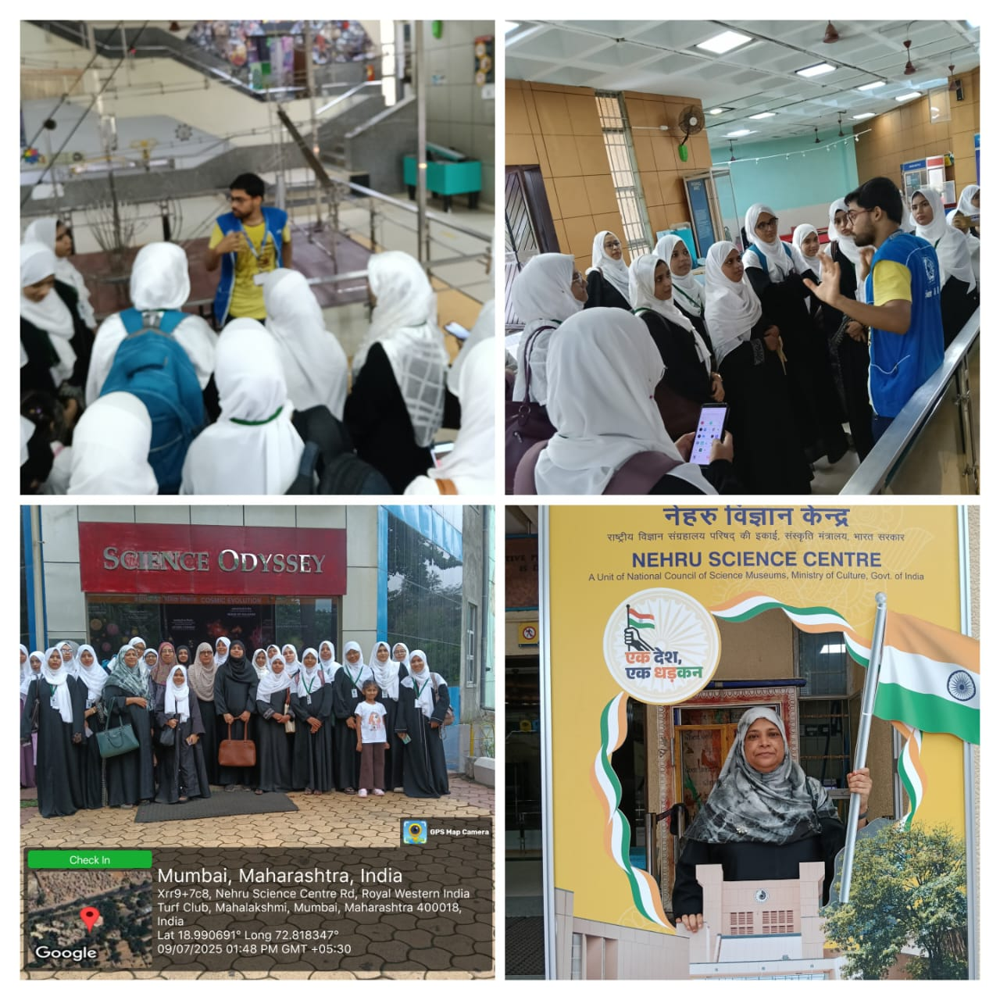 SCIENCE ODYSSEY
COSMIC EVOLUTION
GPS Map Camera
Check In
Mumbai, Maharashtra, India
Xrr9+7c8, Nehru Science Centre Rd, Royal Western India
Turf Club, Mahalakshmi, Mumbai, Maharashtra 400018,
India
Lat 18.990691° Long 72.818347°
09/07/2025 01:48 PM GMT +05:30
Google
नेहरु विज्ञान केन्द्र
राष्ट्रीय विज्ञान संग्रहालय परिषद् की इकाई, संस्कृति मंत्रालय, भारत सरकार
NEHRU SCIENCE CENTRE
A Unit of National Council of Science Museums, Ministry of Culture, Govt. of India
एक देश,
एक धड़कन